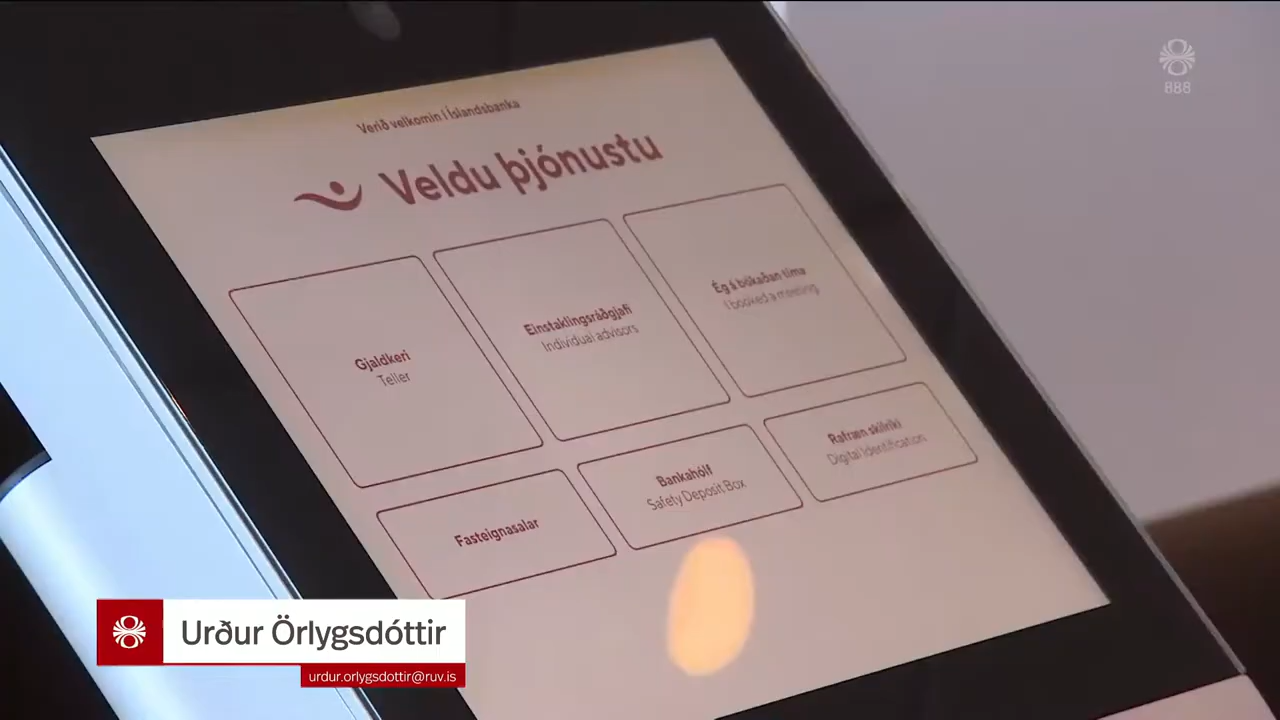 888
Verið velkomin í Íslandsbanka
Veldu þjónustu
Gjaldkeri
Teller
Einstaklingsráðgjafi
Individual advisors
Ég á bókaðan tíma
I booked a meeting
Fasteignasalar
Bankahólf
Safety Deposit Box
Rafræn skilríki
Digital Identification
Urður Örlygsdóttir
urdur.orlygsdottir@ruv.is